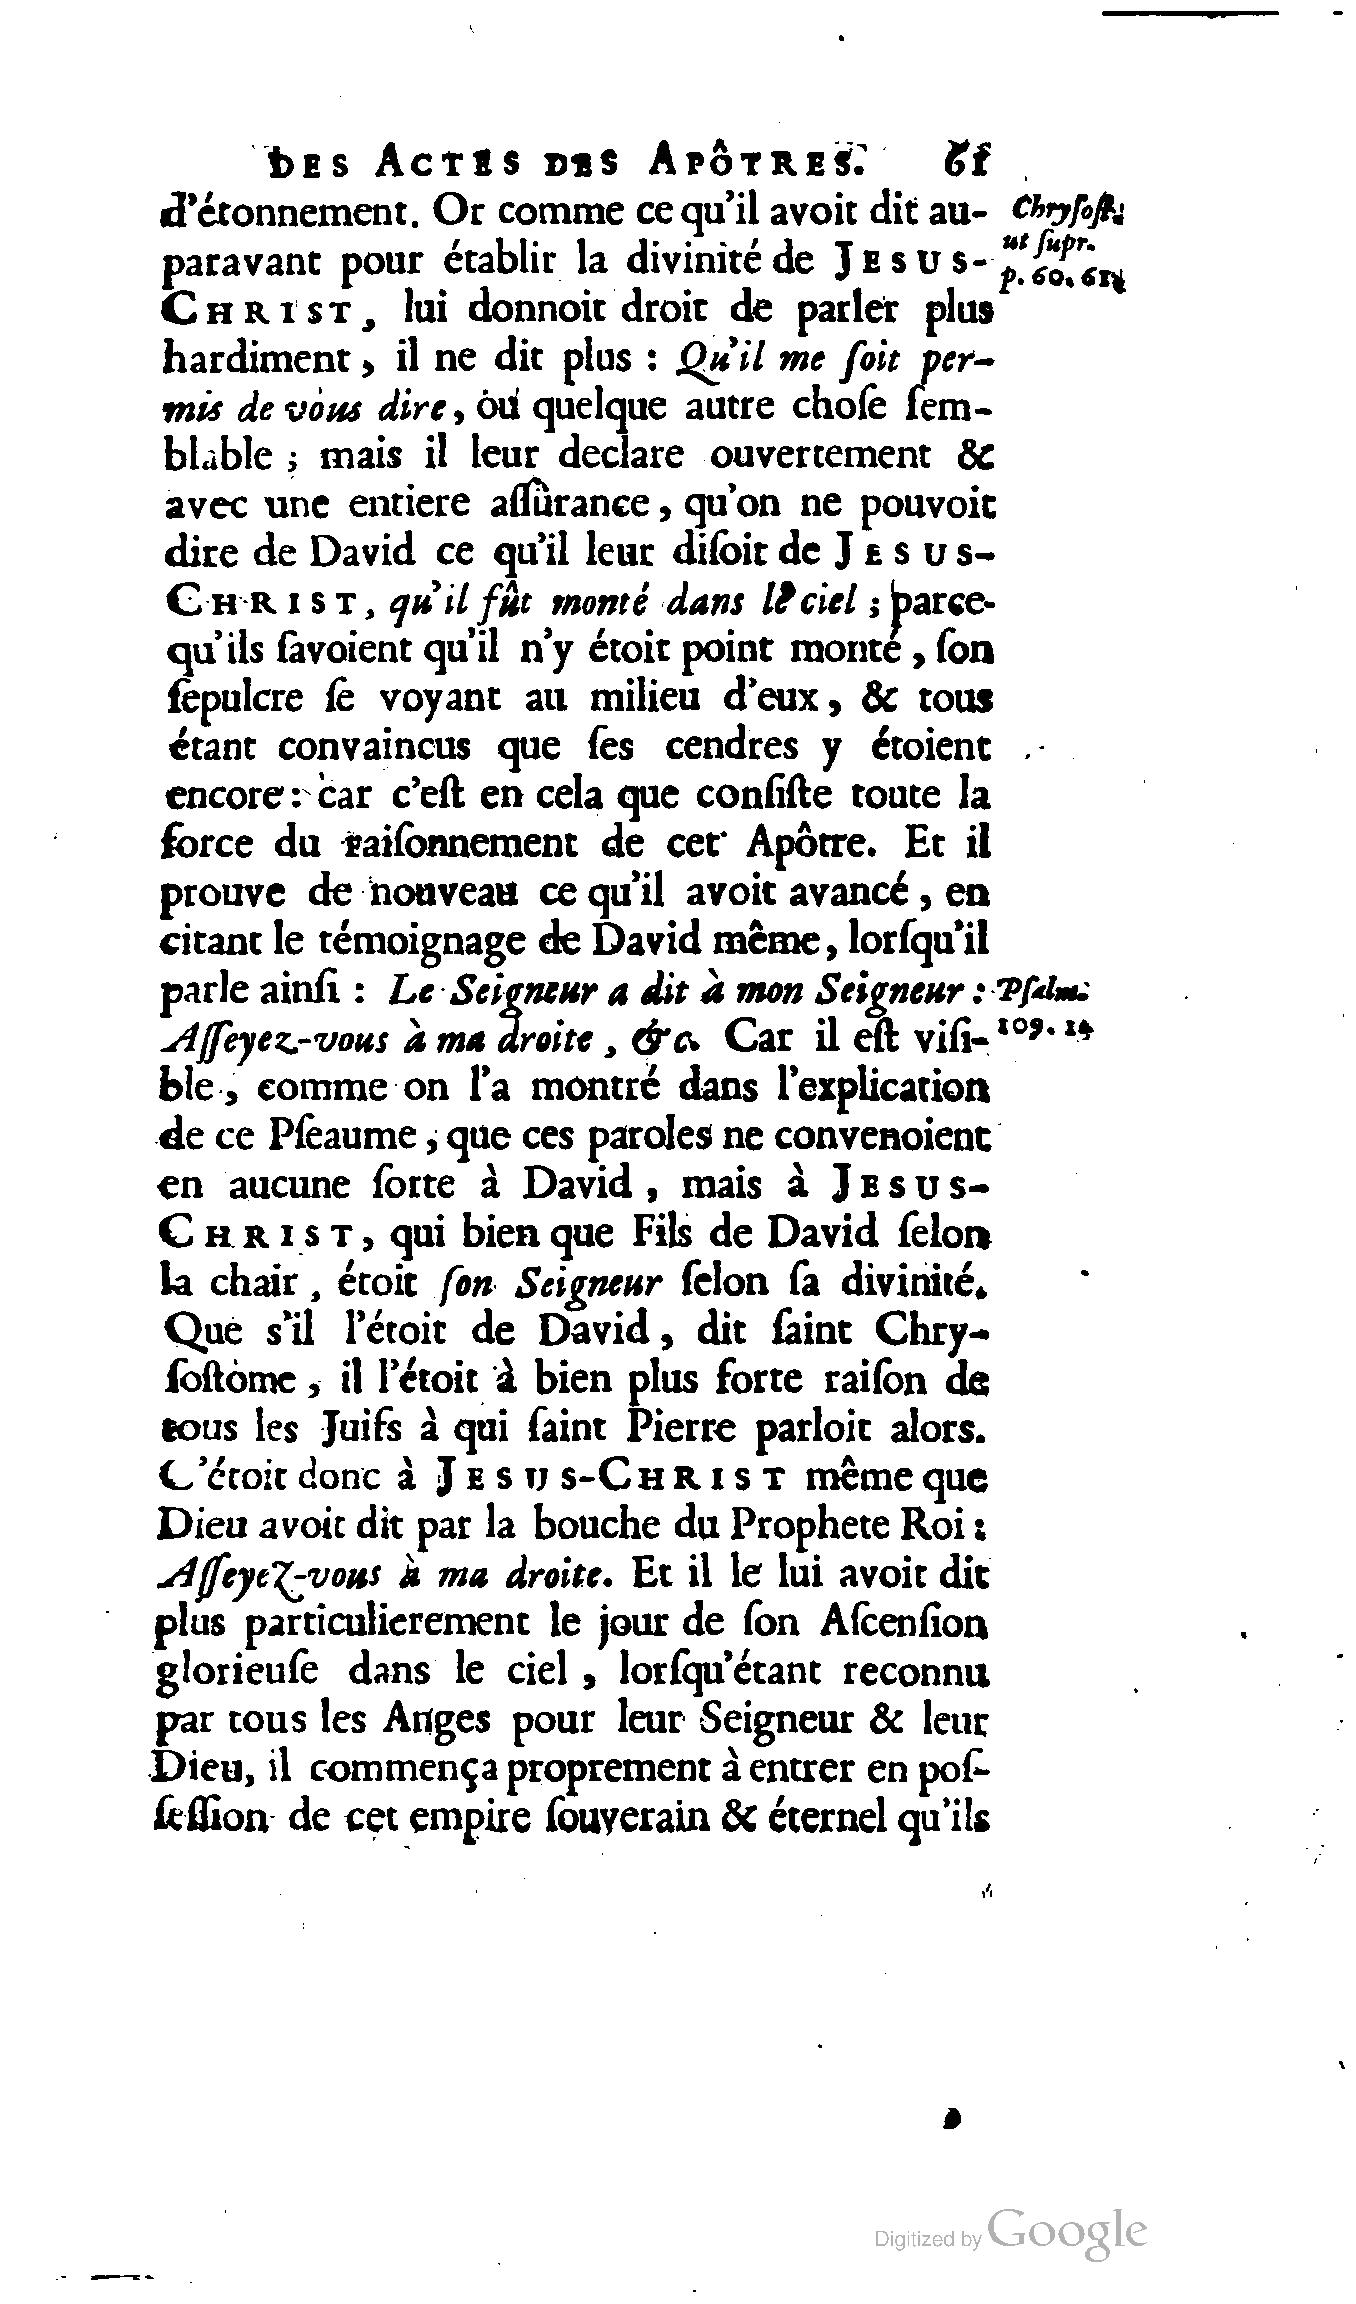 DES ACTES DES APÔTRES. 61
d'étonnement. Or comme ce qu'il avoit dit au-
Chrysost.
ut ſupr.
p. 60. 61.
paravant pour établir la divinité de JESUS-
CHRIST, lui donnoit droit de parler plus
hardiment, il ne dit plus : Qu'il me ſoit per-
mis de vous dire, ou quelque autre choſe ſem-
blable ; mais il leur declare ouvertement &
avec une entiere aſſûrance, qu'on ne pouvoit
dire de David ce qu'il leur diſoit de JESUS-
CHRIST, qu'il fût monté dans le ciel ; parce-
qu'ils ſavoient qu'il n'y étoit point monté, ſon
ſepulcre ſe voyant au milieu d'eux, & tous
étant convaincus que ſes cendres y étoient
encore : car c'eſt en cela que conſiſte toute la
force du raiſonnement de cet Apôtre. Et il
prouve de nouveau ce qu'il avoit avancé, en
citant le témoignage de David même, lorſqu'il
parle ainſi : Le Seigneur a dit à mon Seigneur :
Pſalm.
109. 1.
Aſſeyez-vous à ma droite, &c. Car il eſt viſi-
ble, comme on l'a montré dans l'explication
de ce Pſeaume, que ces paroles ne convenoient
en aucune ſorte à David, mais à JESUS-
CHRIST, qui bien que Fils de David ſelon
la chair, étoit ſon Seigneur ſelon ſa divinité.
Que s'il l'étoit de David, dit ſaint Chry-
ſoſtome, il l'étoit à bien plus forte raiſon de
tous les Juifs à qui ſaint Pierre parloit alors.
C'étoit donc à JESUS-CHRIST même que
Dieu avoit dit par la bouche du Prophete Roi :
Aſſeyez-vous à ma droite. Et il le lui avoit dit
plus particulierement le jour de ſon Aſcenſion
glorieuſe dans le ciel, lorſqu'étant reconnu
par tous les Anges pour leur Seigneur & leur
Dieu, il commença proprement à entrer en poſ-
ſeſſion de cet empire ſouverain & éternel qu'ils
Digitized by Google